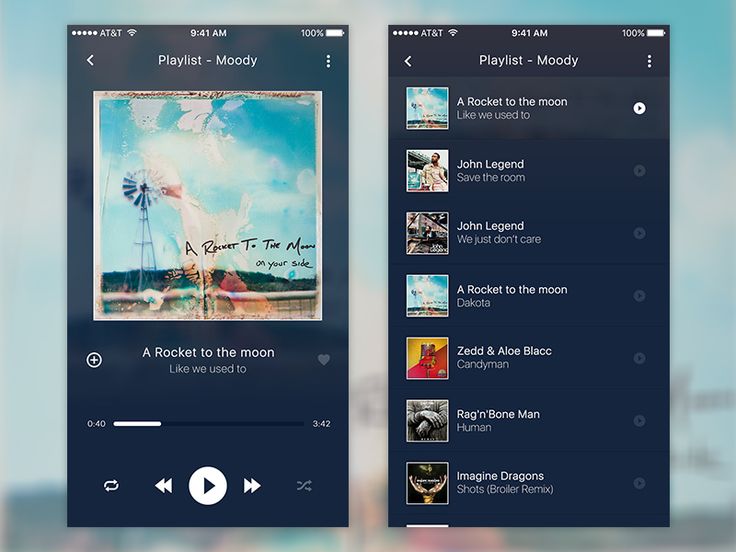 AT&T 9:41 AM 100%
Playlist - Moody
A ROCKET TO THE MOON
on your side
A Rocket to the moon
Like we used to
0:40 3:42
AT&T 9:41 AM 100%
Playlist - Moody
A Rocket to the moon
Like we used to
John Legend
Save the room
John Legend
We just don't care
A Rocket to the moon
Dakota
Zedd & Aloe Blacc
Candyman
Rag'n'Bone Man
Human
Imagine Dragons
Shots (Broiler Remix)